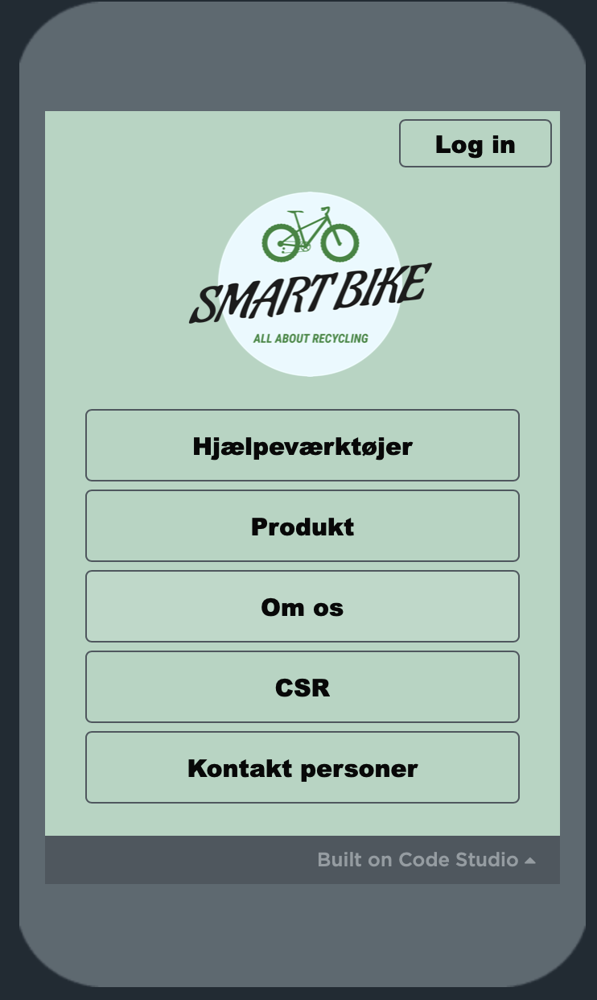 Log in
SMART BIKE
ALL ABOUT RECYCLING
Hjælpeværktøjer
Produkt
Om os
CSR
Kontakt personer
Built on Code Studio